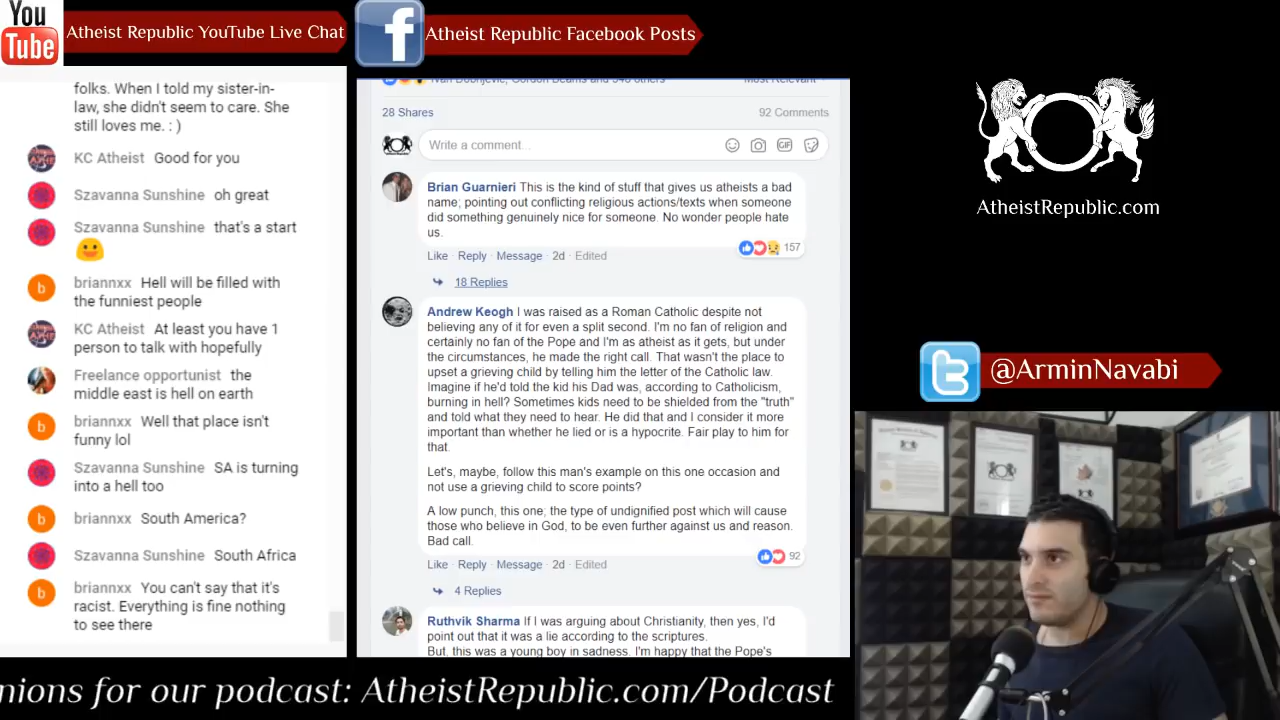 You
Tube
Atheist Republic YouTube Live Chat
Atheist Republic Facebook Posts
folks. When I told my sister-in-
law, she didn't seem to care. She
still loves me. : )
KC Atheist Good for you
Szavanna Sunshine oh great
Szavanna Sunshine that's a start
briannxx Hell will be filled with
the funniest people
KC Atheist At least you have 1
person to talk with hopefully
Freelance opportunist the
middle east is hell on earth
briannxx Well that place isn't
funny lol
Szavanna Sunshine SA is turning
into a hell too
briannxx South America?
Szavanna Sunshine South Africa
briannxx You can't say that it's
racist. Everything is fine nothing
to see there
b
b
b
b
Ivan Bobnjevic, Gordon Beams and 946 others
Most Relevant
28 Shares
92 Comments
Write a comment...
GIF
Brian Guarnieri This is the kind of stuff that gives us atheists a bad
name; pointing out conflicting religious actions/texts when someone
did something genuinely nice for someone. No wonder people hate
us.
157
Like · Reply · Message · 2d · Edited
18 Replies
Andrew Keogh I was raised as a Roman Catholic despite not
believing any of it for even a split second. I'm no fan of religion and
certainly no fan of the Pope and I'm as atheist as it gets, but under
the circumstances, he made the right call. That wasn't the place to
upset a grieving child by telling him the letter of the Catholic law.
Imagine if he'd told the kid his Dad was, according to Catholicism,
burning in hell? Sometimes kids need to be shielded from the "truth"
and told what they need to hear. He did that and I consider it more
important than whether he lied or is a hypocrite. Fair play to him for
that.
Let's, maybe, follow this man's example on this one occasion and
not use a grieving child to score points?
A low punch, this one; the type of undignified post which will cause
those who believe in God, to be even further against us and reason.
Bad call.
92
Like · Reply · Message · 2d · Edited
4 Replies
Ruthvik Sharma If I was arguing about Christianity, then yes, I'd
point out that it was a lie according to the scriptures.
But, this was a young boy in sadness. I'm happy that the Pope's
AtheistRepublic.com
@ArminNavabi
nions for our podcast: AtheistRepublic.com/Podcast